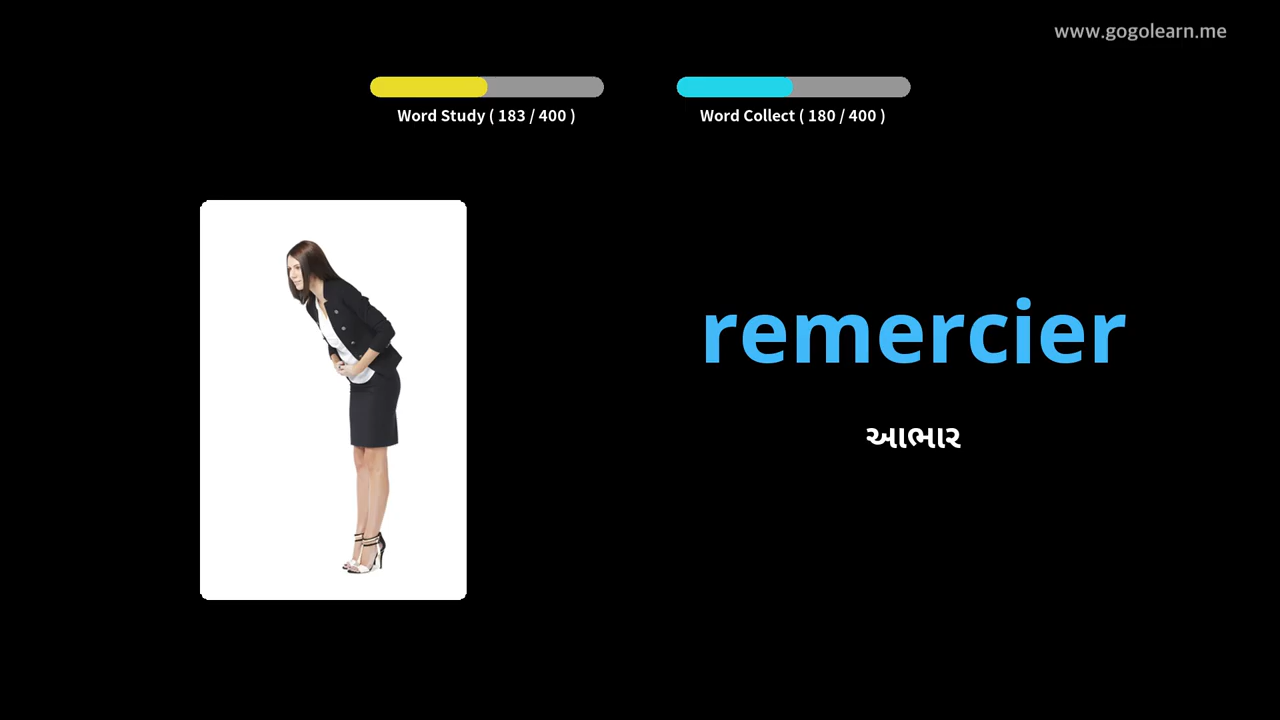 www.gogolearn.me
Word Study ( 183 / 400 )
Word Collect ( 180 / 400 )
remercier
આભાર